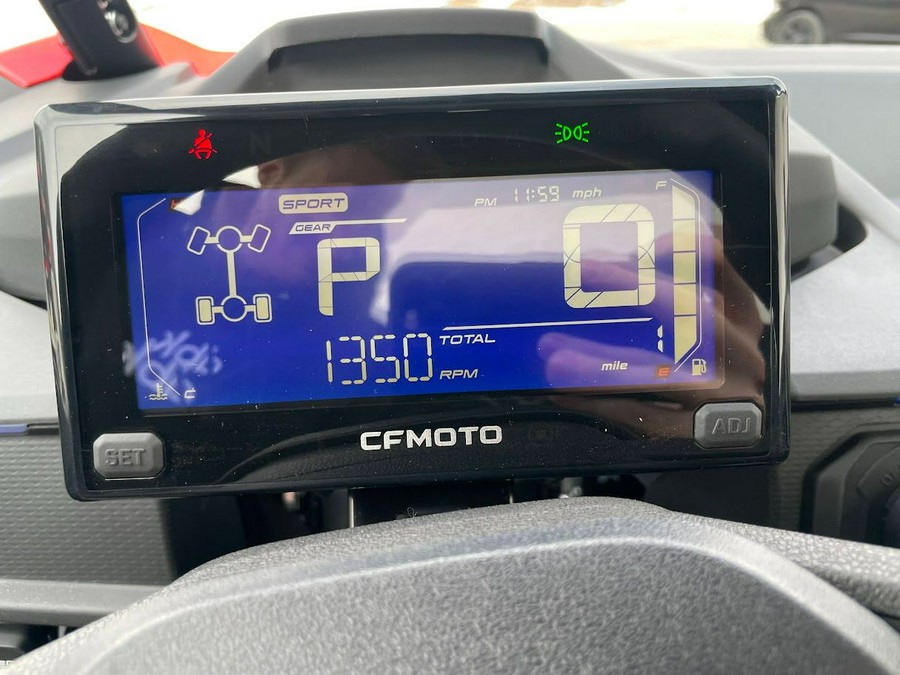 SPORT PM 11:59 mph F
GEAR
P 0
TOTAL 1
1350 RPM mile E
C
CFMOTO
SET ADJ